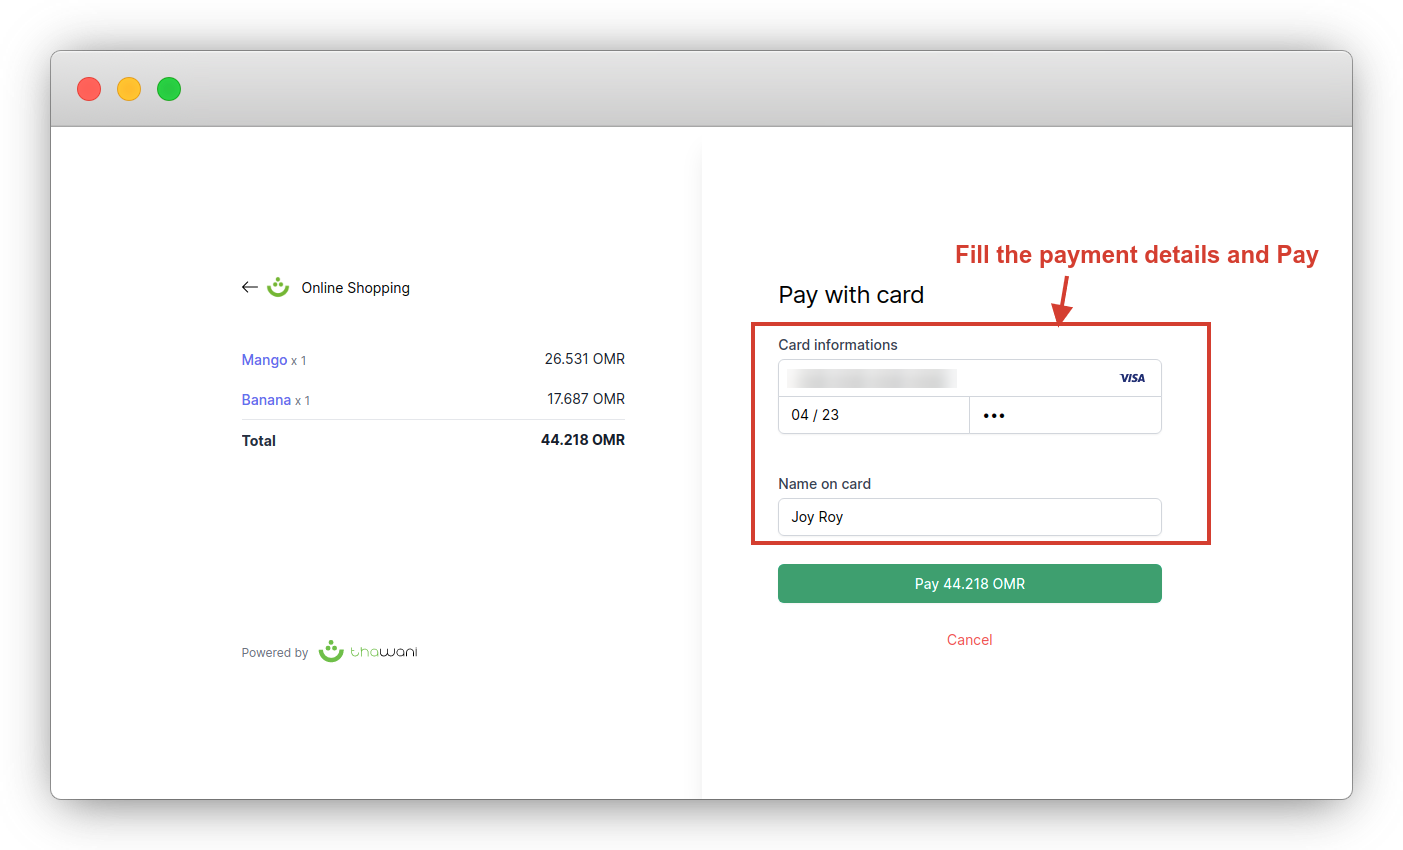 Online Shopping
Mango x 1 26.531 OMR
Banana x 1 17.687 OMR
Total 44.218 OMR
Powered by thawani
Fill the payment details and Pay
Pay with card
Card informations
VISA
04 / 23 •••
Name on card
Joy Roy
Pay 44.218 OMR
Cancel